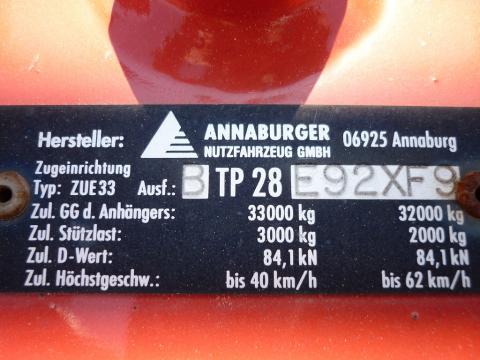 Hersteller: ANNABURGER NUTZFAHRZEUG GMBH 06925 Annaburg
Zugeinrichtung
Typ: ZUE33 Ausf.: B TP 28 E92XF9
Zul. GG d. Anhängers: 33000 kg 32000 kg
Zul. Stützlast: 3000 kg 2000 kg
Zul. D-Wert: 84,1 kN 84,1 kN
Zul. Höchstgeschw.: bis 40 km/h bis 62 km/h